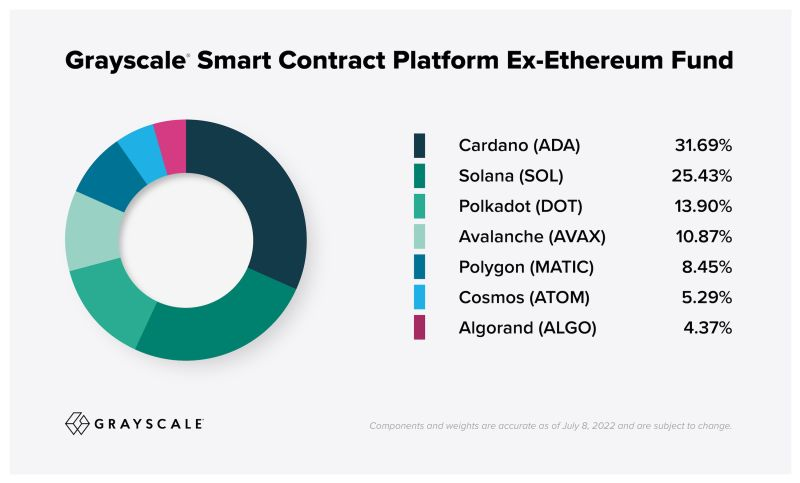 Grayscale® Smart Contract Platform Ex-Ethereum Fund
Cardano (ADA) 31.69%
Solana (SOL) 25.43%
Polkadot (DOT) 13.90%
Avalanche (AVAX) 10.87%
Polygon (MATIC) 8.45%
Cosmos (ATOM) 5.29%
Algorand (ALGO) 4.37%
GRAYSCALE
Components and weights are accurate as of July 8, 2022 and are subject to change.